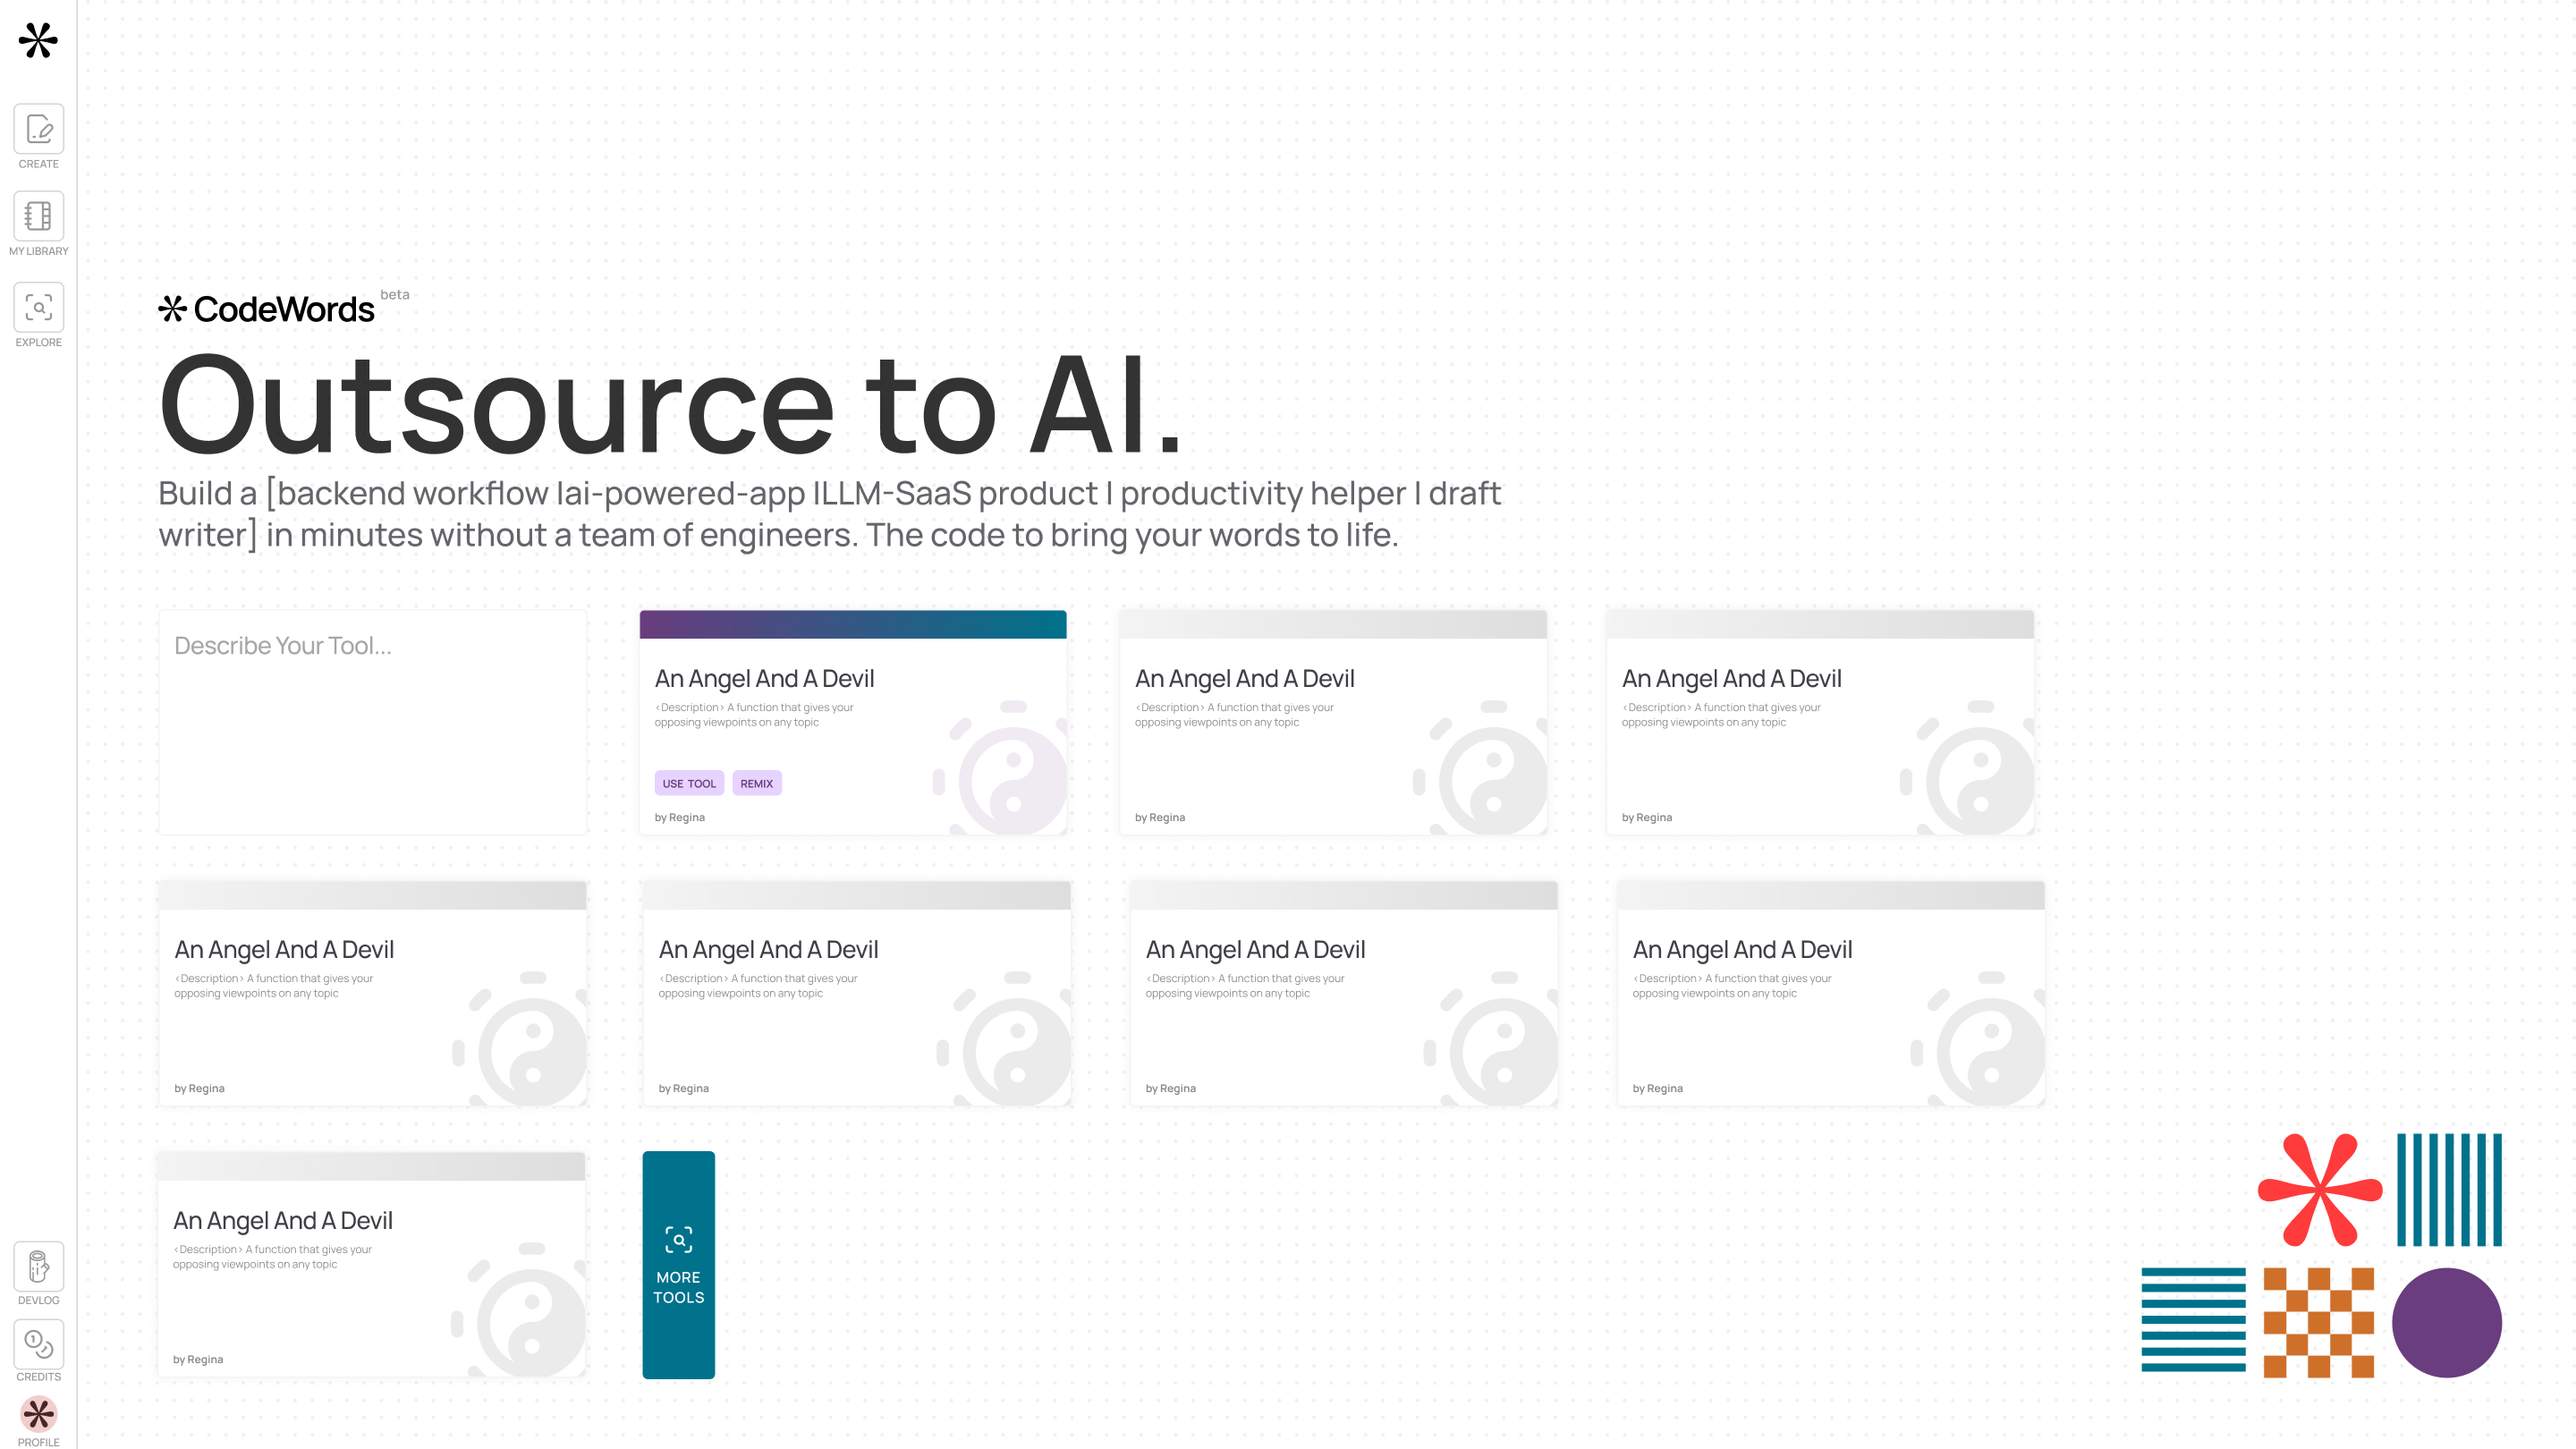 CREATE
MY LIBRARY
EXPLORE
CodeWords beta
Outsource to AI.
Build a [backend workflow Iai-powered-app ILLM-SaaS product I productivity helper I draft
writer] in minutes without a team of engineers. The code to bring your words to life.
Describe Your Tool...
An Angel And A Devil
<Description> A function that gives your
opposing viewpoints on any topic
USE TOOL
REMIX
by Regina
An Angel And A Devil
<Description> A function that gives your
opposing viewpoints on any topic
by Regina
An Angel And A Devil
<Description> A function that gives your
opposing viewpoints on any topic
by Regina
An Angel And A Devil
<Description> A function that gives your
opposing viewpoints on any topic
by Regina
An Angel And A Devil
<Description> A function that gives your
opposing viewpoints on any topic
by Regina
An Angel And A Devil
<Description> A function that gives your
opposing viewpoints on any topic
by Regina
An Angel And A Devil
<Description> A function that gives your
opposing viewpoints on any topic
by Regina
An Angel And A Devil
<Description> A function that gives your
opposing viewpoints on any topic
by Regina
MORE
TOOLS
DEVLOG
CREDITS
PROFILE